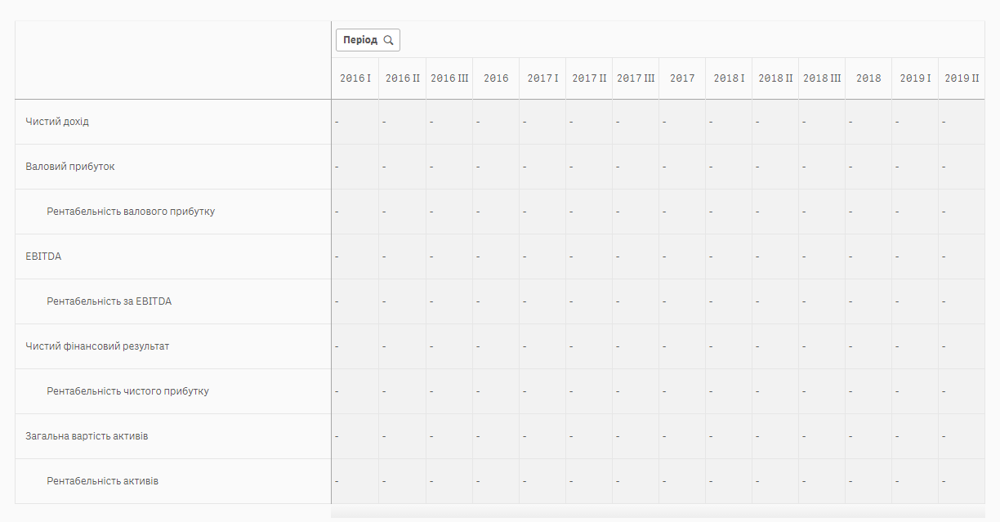 Період
2016 I 2016 II 2016 III 2016 2017 I 2017 II 2017 III 2017 2018 I 2018 II 2018 III 2018 2019 I 2019 II
Чистий дохід - - - - - - - - - - - - - -
Валовий прибуток - - - - - - - - - - - - - -
Рентабельність валового прибутку - - - - - - - - - - - - - -
EBITDA - - - - - - - - - - - - - -
Рентабельність за EBITDA - - - - - - - - - - - - - -
Чистий фінансовий результат - - - - - - - - - - - - - -
Рентабельність чистого прибутку - - - - - - - - - - - - - -
Загальна вартість активів - - - - - - - - - - - - - -
Рентабельність активів - - - - - - - - - - - - - -